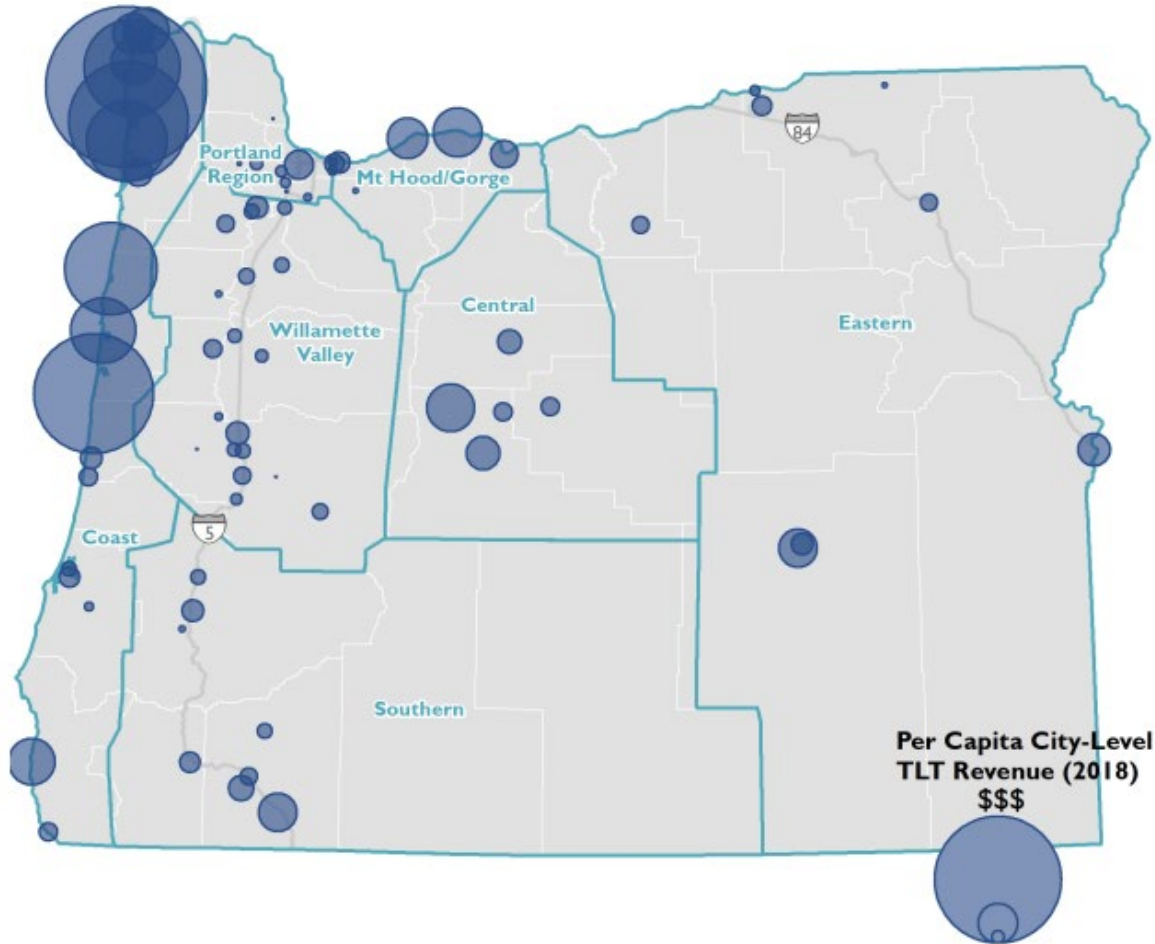 Portland
Region
Mt Hood/Gorge
84
Central
Willamette
Valley
Eastern
5
Coast
Southern
Per Capita City-Level
TLT Revenue (2018)
$$$